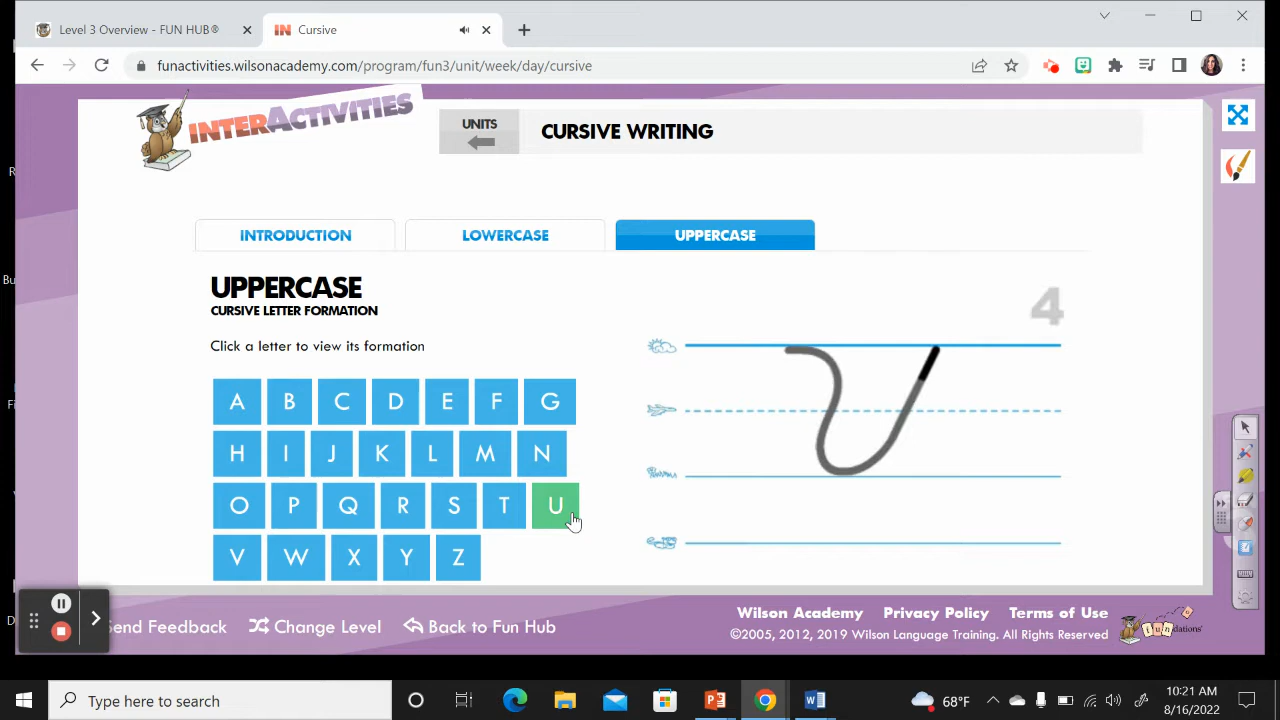 Level 3 Overview - FUN HUB®
IN Cursive
funactivities.wilsonacademy.com/program/fun3/unit/week/day/cursive
INTERACTIVITIES
UNITS
CURSIVE WRITING
INTRODUCTION
LOWERCASE
UPPERCASE
UPPERCASE
CURSIVE LETTER FORMATION
Click a letter to view its formation
4
A B C D E F G
H I J K L M N
O P Q R S T U
V W X Y Z
Send Feedback
Change Level
Back to Fun Hub
Wilson Academy
Privacy Policy
Terms of Use
©2005, 2012, 2019 Wilson Language Training. All Rights Reserved
fundations
Type here to search
68°F
10:21 AM
8/16/2022